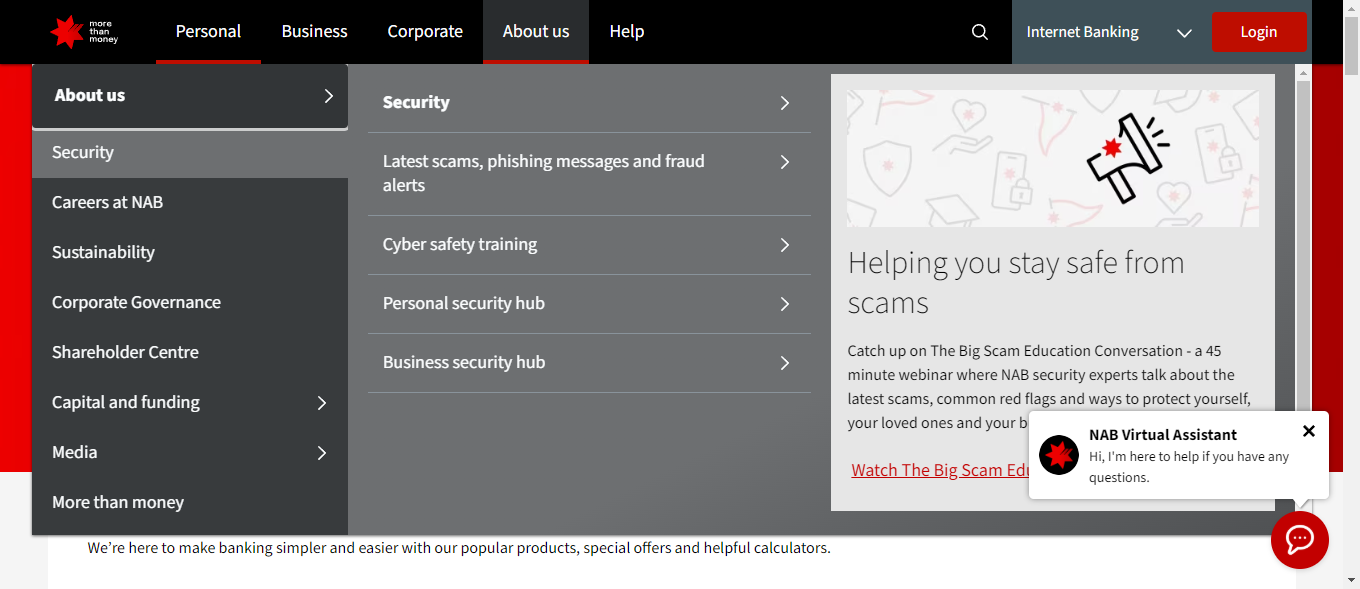 more
than
money
Personal
Business
Corporate
About us
Help
Internet Banking
Login
About us
Security
Careers at NAB
Sustainability
Corporate Governance
Shareholder Centre
Capital and funding
Media
More than money
Security
Latest scams, phishing messages and fraud
alerts
Cyber safety training
Personal security hub
Business security hub
Helping you stay safe from
scams
Catch up on The Big Scam Education Conversation - a 45
minute webinar where NAB security experts talk about the
latest scams, common red flags and ways to protect yourself,
your loved ones and your
Watch The Big Scam
NAB Virtual Assistant
Hi, I'm here to help if you have any
questions.
We’re here to make banking simpler and easier with our popular products, special offers and helpful calculators.